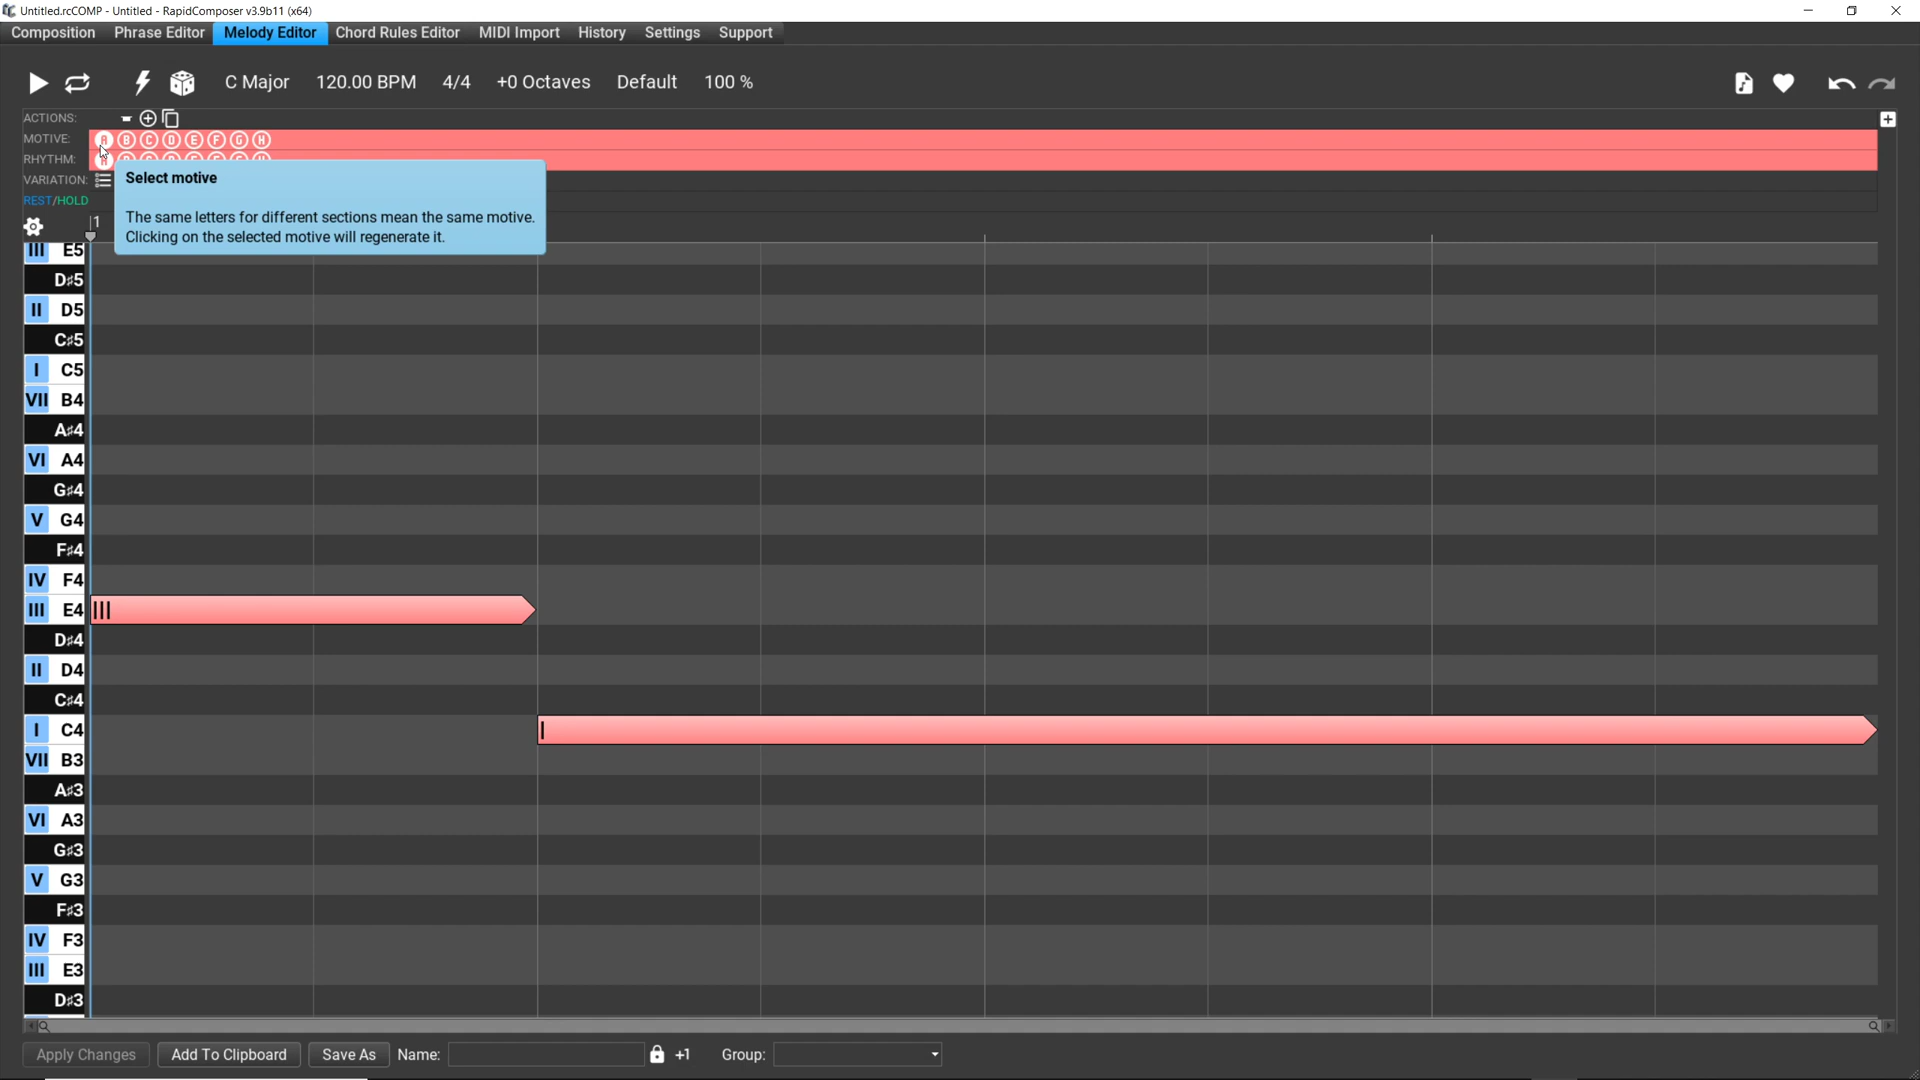 Untitled.rcCOMP - Untitled - RapidComposer v3.9b11 (x64)
Composition Phrase Editor Melody Editor Chord Rules Editor MIDI Import History Settings Support
C Major 120.00 BPM 4/4 +0 Octaves Default 100 %
ACTIONS:
MOTIVE: A B C D E F G H
RHYTHM: A
VARIATION:
REST/HOLD
Select motive
The same letters for different sections mean the same motive.
Clicking on the selected motive will regenerate it.
1
III E5
D♯5
II D5
C♯5
I C5
VII B4
A♯4
VI A4
G♯4
V G4
F♯4
IV F4
III E4 III
D♯4
II D4
C♯4
I C4 I
VII B3
A♯3
VI A3
G♯3
V G3
F♯3
IV F3
III E3
D♯3
Apply Changes Add To Clipboard Save As Name: +1 Group: